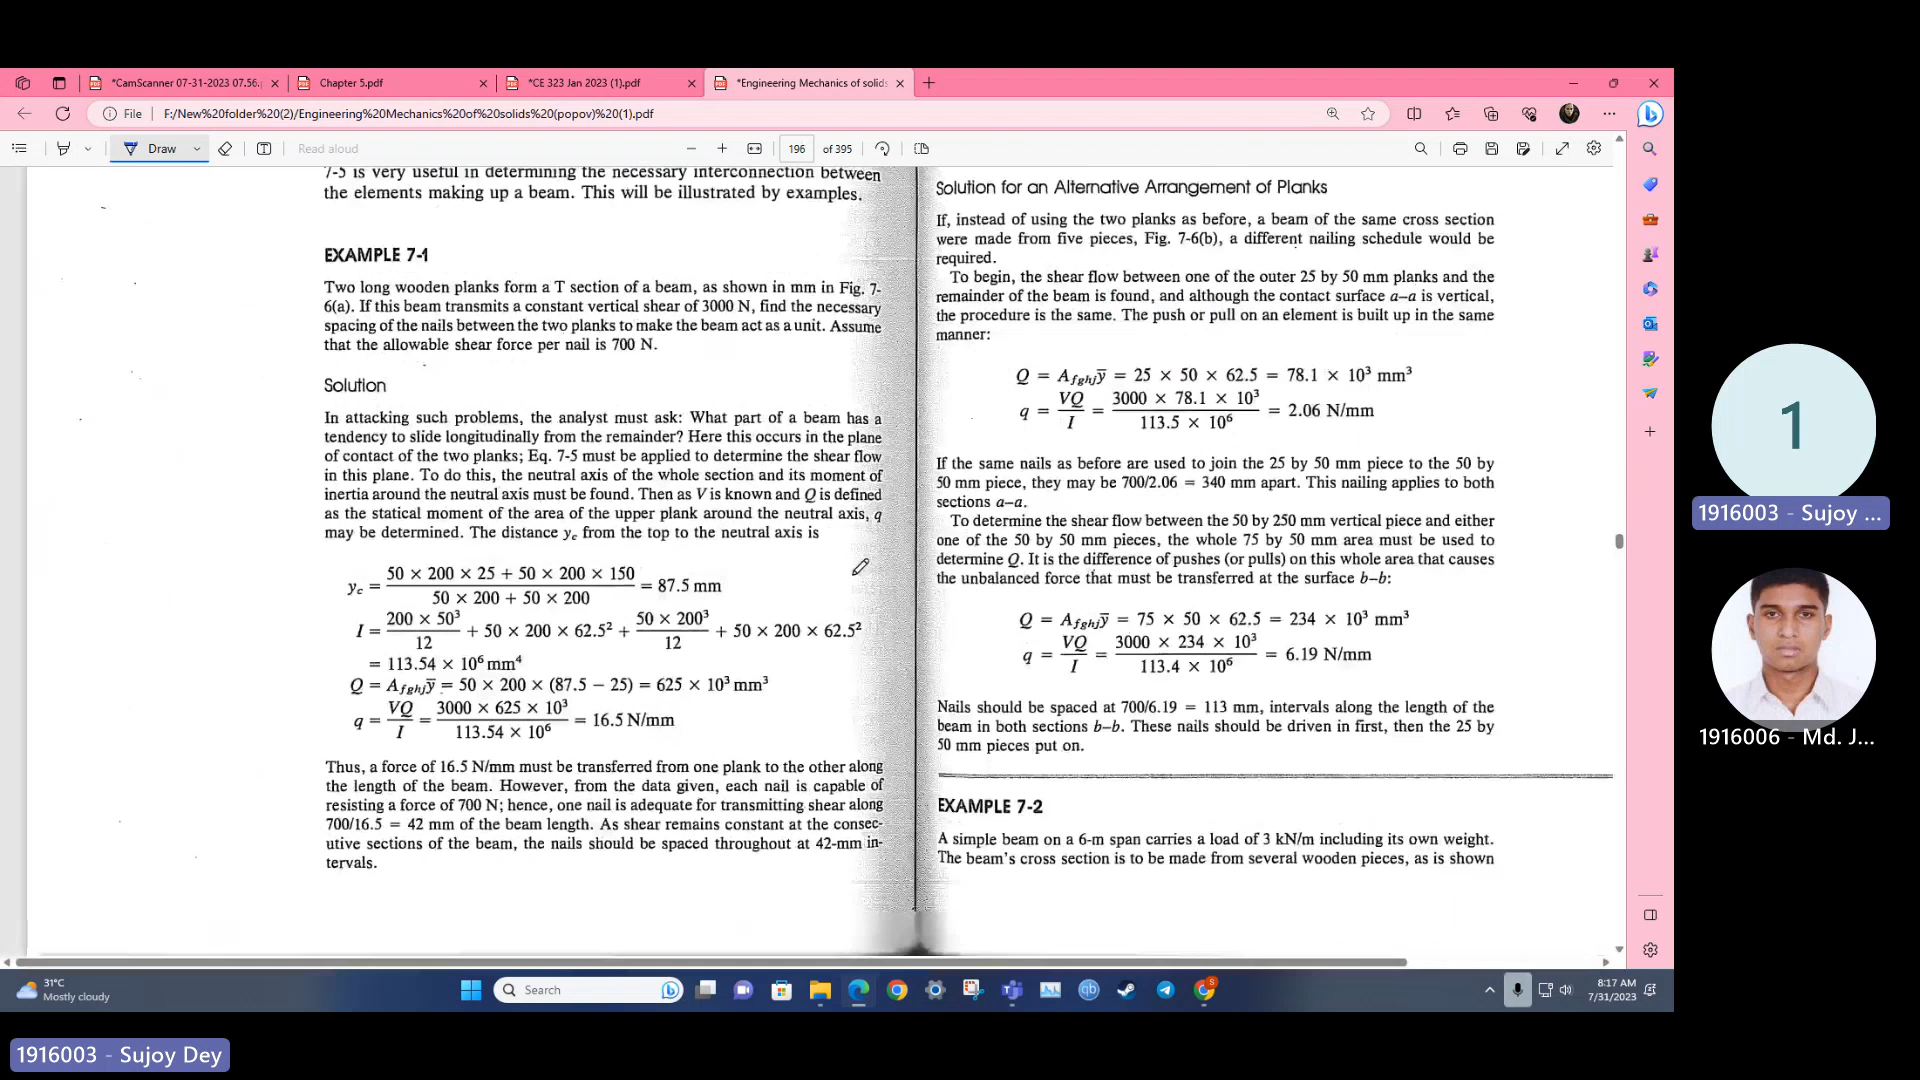 *CamScanner 07-31-2023 07.56.
Chapter 5.pdf
*CE 323 Jan 2023 (1).pdf
*Engineering Mechanics of solids
File
F:/New%20folder%20(2)/Engineering%20Mechanics%20of%20solids%20(popov)%20(1).pdf
Draw
Read aloud
196 of 395
7-5 is very useful in determining the necessary interconnection between
the elements making up a beam. This will be illustrated by examples.
EXAMPLE 7-1
Two long wooden planks form a T section of a beam, as shown in mm in Fig. 7-
6(a). If this beam transmits a constant vertical shear of 3000 N, find the necessary
spacing of the nails between the two planks to make the beam act as a unit. Assume
that the allowable shear force per nail is 700 N.
Solution
In attacking such problems, the analyst must ask: What part of a beam has a
tendency to slide longitudinally from the remainder? Here this occurs in the plane
of contact of the two planks; Eq. 7-5 must be applied to determine the shear flow
in this plane. To do this, the neutral axis of the whole section and its moment of
inertia around the neutral axis must be found. Then as V is known and Q is defined
as the statical moment of the area of the upper plank around the neutral axis, q
may be determined. The distance y_c from the top to the neutral axis is
y_c = (50 × 200 × 25 + 50 × 200 × 150) / (50 × 200 + 50 × 200) = 87.5 mm
I = 200 × 50³ / 12 + 50 × 200 × 62.5² + 50 × 200³ / 12 + 50 × 200 × 62.5²
= 113.54 × 10⁶ mm⁴
Q = A_fghj ȳ = 50 × 200 × (87.5 − 25) = 625 × 10³ mm³
q = VQ / I = 3000 × 625 × 10³ / 113.54 × 10⁶ = 16.5 N/mm
Thus, a force of 16.5 N/mm must be transferred from one plank to the other along
the length of the beam. However, from the data given, each nail is capable of
resisting a force of 700 N; hence, one nail is adequate for transmitting shear along
700/16.5 = 42 mm of the beam length. As shear remains constant at the consec-
utive sections of the beam, the nails should be spaced throughout at 42-mm in-
tervals.
Solution for an Alternative Arrangement of Planks
If, instead of using the two planks as before, a beam of the same cross section
were made from five pieces, Fig. 7-6(b), a different nailing schedule would be
required.
To begin, the shear flow between one of the outer 25 by 50 mm planks and the
remainder of the beam is found, and although the contact surface a–a is vertical,
the procedure is the same. The push or pull on an element is built up in the same
manner:
Q = A_fghj ȳ = 25 × 50 × 62.5 = 78.1 × 10³ mm³
q = VQ / I = 3000 × 78.1 × 10³ / 113.5 × 10⁶ = 2.06 N/mm
If the same nails as before are used to join the 25 by 50 mm piece to the 50 by
50 mm piece, they may be 700/2.06 = 340 mm apart. This nailing applies to both
sections a–a.
To determine the shear flow between the 50 by 250 mm vertical piece and either
one of the 50 by 50 mm pieces, the whole 75 by 50 mm area must be used to
determine Q. It is the difference of pushes (or pulls) on this whole area that causes
the unbalanced force that must be transferred at the surface b–b:
Q = A_fghj ȳ = 75 × 50 × 62.5 = 234 × 10³ mm³
q = VQ / I = 3000 × 234 × 10³ / 113.4 × 10⁶ = 6.19 N/mm
Nails should be spaced at 700/6.19 = 113 mm, intervals along the length of the
beam in both sections b–b. These nails should be driven in first, then the 25 by
50 mm pieces put on.
EXAMPLE 7-2
A simple beam on a 6-m span carries a load of 3 kN/m including its own weight.
The beam's cross section is to be made from several wooden pieces, as is shown
1
1916003 - Sujoy ...
1916006 - Md. J...
31°C
Mostly cloudy
Search
8:17 AM
7/31/2023
1916003 - Sujoy Dey